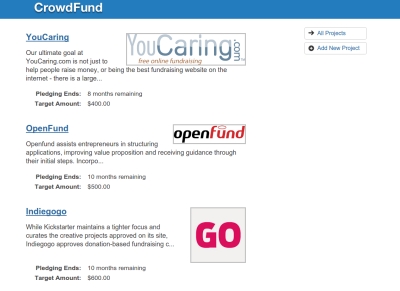 CrowdFund
All Projects
Add New Project
YouCaring
YouCaring.com
free online fundraising
Our ultimate goal at
YouCaring.com is not just to
help people raise money, or being the best fundraising website on the
internet - there is a large...
Pledging Ends: 8 months remaining
Target Amount: $400.00
OpenFund
openfund
Openfund assists entrepreneurs in structuring
applications, improving value proposition and receiving guidance through
their initial steps. Incorpo...
Pledging Ends: 10 months remaining
Target Amount: $500.00
Indiegogo
GO
While Kickstarter maintains a tighter focus and
curates the creative projects approved on its site,
Indiegogo approves donation-based fundraising c...
Pledging Ends: 10 months remaining
Target Amount: $600.00